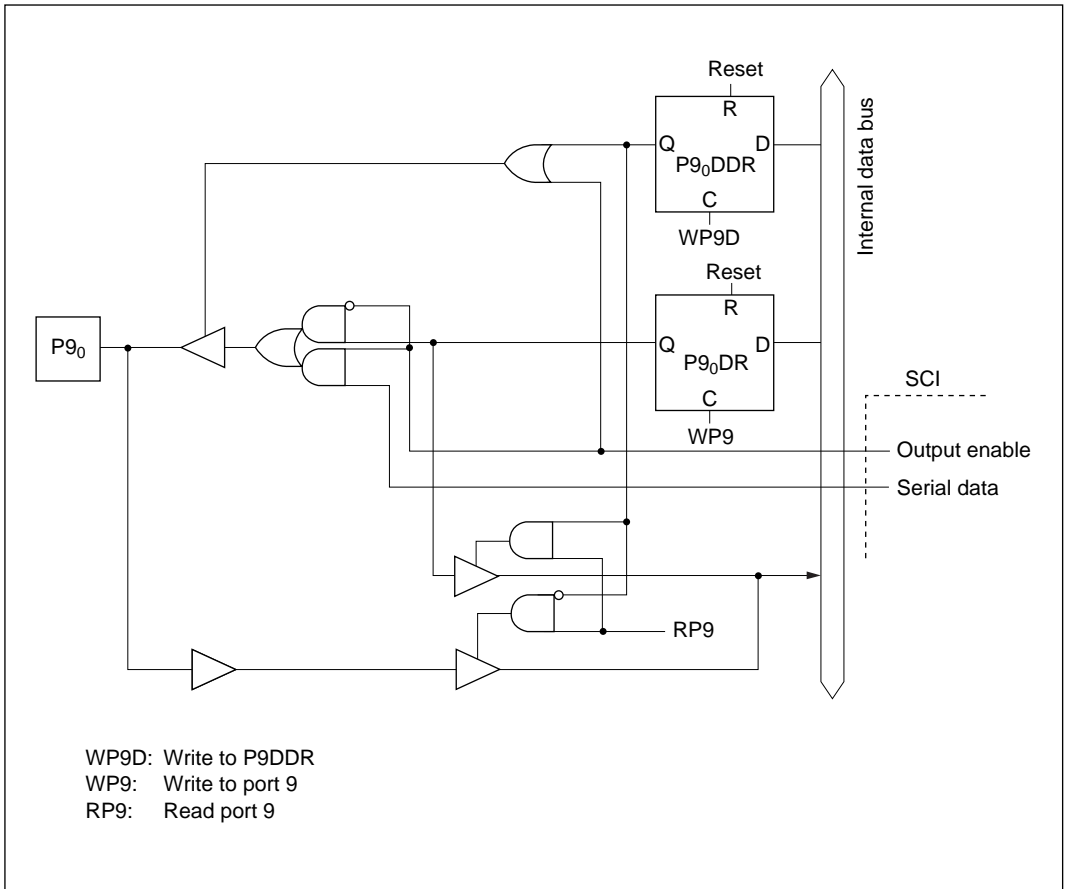 Reset
R
Q D
P9₀DDR
C
WP9D
Internal data bus
Reset
R
Q D
P9₀DR
C
WP9
P9₀
SCI
Output enable
Serial data
RP9
WP9D: Write to P9DDR
WP9: Write to port 9
RP9: Read port 9